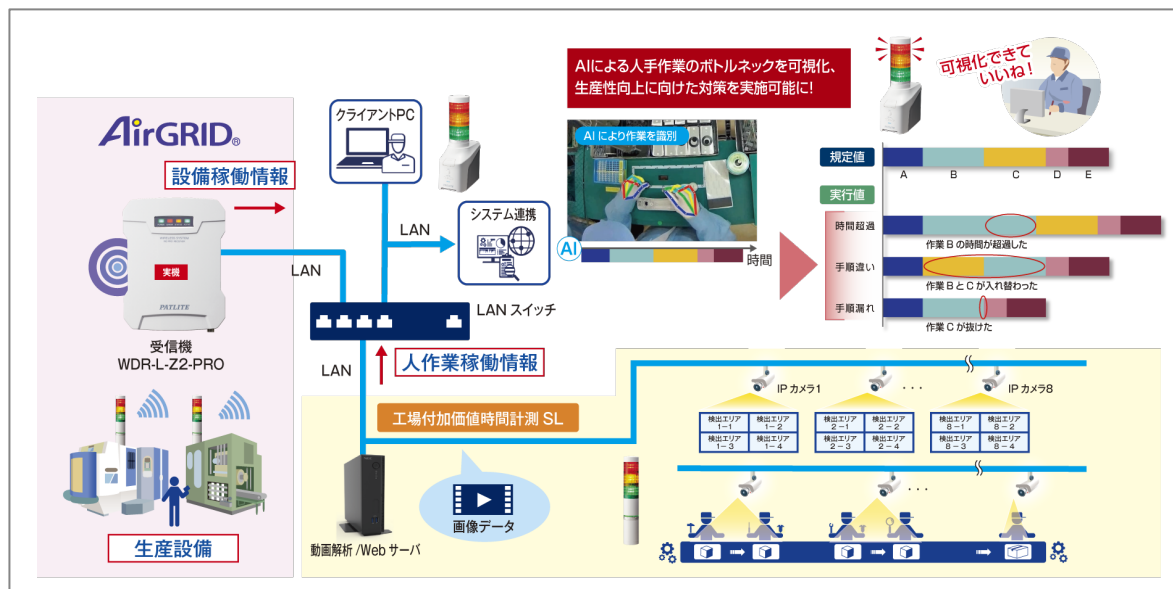 AirGRID®
設備稼働情報
実機
PATLITE
受信機
WDR-L-Z2-PRO
生産設備
クライアントPC
LAN
システム連携
LAN
LAN スイッチ
LAN
人作業稼働情報
工場付加価値時間計測 SL
動画解析 /Web サーバ
画像データ
AIによる人手作業のボトルネックを可視化、
生産性向上に向けた対策を実施可能に!
可視化できて
いいね!
AI により作業を識別
AI
時間
規定値
A B C D E
実行値
時間超過
作業 B の時間が超過した
手順違い
作業 B と C が入れ替わった
手順漏れ
作業 C が抜けた
IP カメラ1
・・・
IP カメラ8
検出エリア
1－1
検出エリア
1－2
検出エリア
1－3
検出エリア
1－4
検出エリア
2－1
検出エリア
2－2
検出エリア
2－3
検出エリア
2－4
検出エリア
8－1
検出エリア
8－2
検出エリア
8－3
検出エリア
8－4
・・・